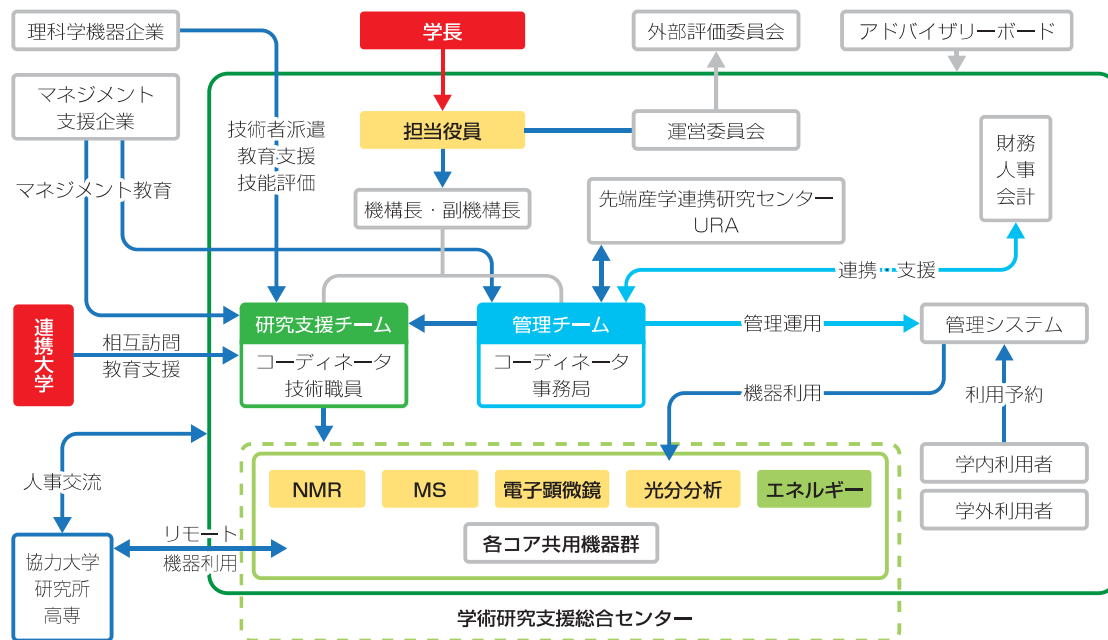 理科学機器企業
学長
外部評価委員会
アドバイザリーボード
マネジメント
支援企業
技術者派遣
教育支援
技能評価
担当役員
運営委員会
財務
人事
会計
マネジメント教育
機構長・副機構長
先端産学連携研究センター
URA
連携・支援
連携大学
相互訪問
教育支援
研究支援チーム
コーディネータ
技術職員
管理チーム
コーディネータ
事務局
管理運用
管理システム
機器利用
利用予約
人事交流
NMR
MS
電子顕微鏡
光分分析
エネルギー
学内利用者
学外利用者
各コア共用機器群
リモート
機器利用
協力大学
研究所
高専
学術研究支援総合センター